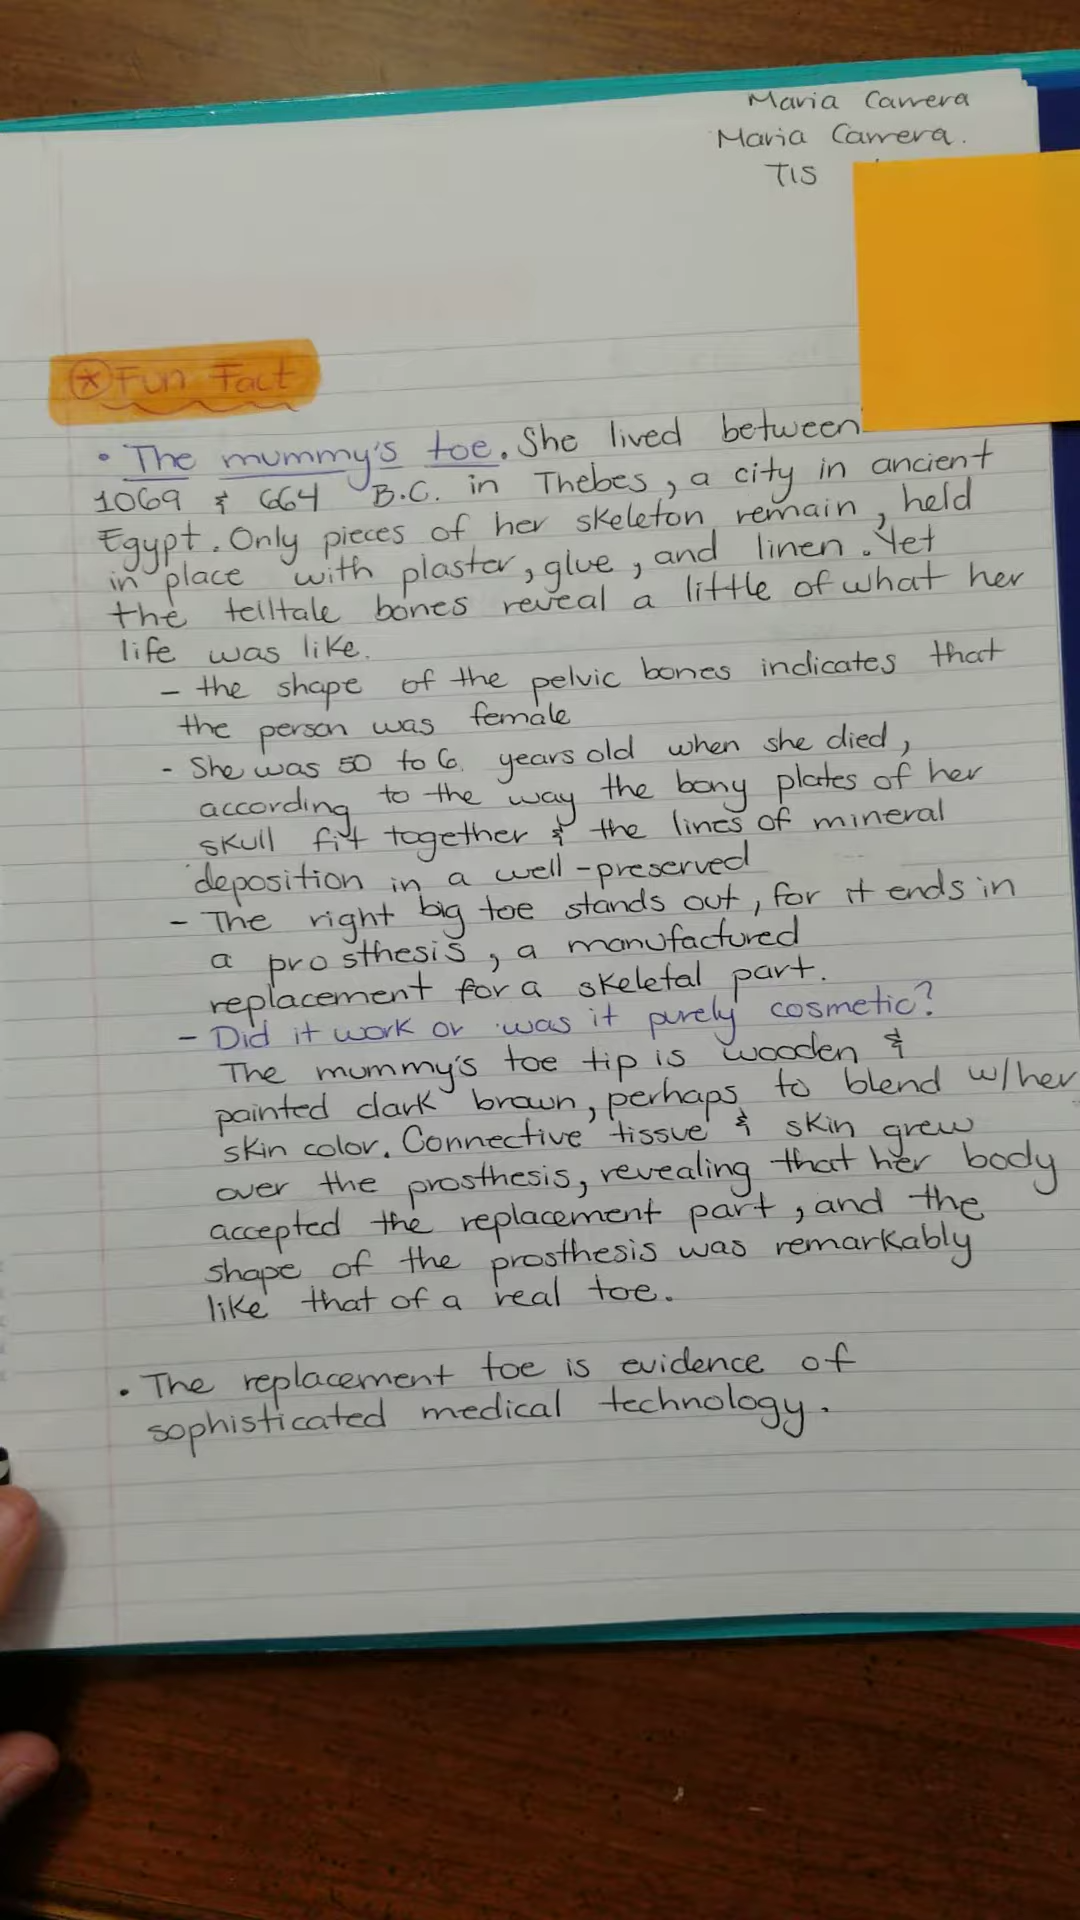 Maria Carrera
Maria Carrera.
TIS
Fun Fact
• The mummy's toe. She lived between
1069 & 664 B.C. in Thebes, a city in ancient
Egypt. Only pieces of her skeleton remain, held
in place with plaster, glue, and linen. Yet
the telltale bones reveal a little of what her
life was like.
- the shape of the pelvic bones indicates that
the person was female
- She was 50 to 6 years old when she died,
according to the way the bony plates of her
skull fit together & the lines of mineral
deposition in a well-preserved
- The right big toe stands out, for it ends in
a prosthesis, a manufactured
replacement for a skeletal part.
- Did it work or was it purely cosmetic?
The mummy's toe tip is wooden &
painted dark brown, perhaps to blend w/her
skin color. Connective tissue & skin grew
over the prosthesis, revealing that her body
accepted the replacement part, and the
shape of the prosthesis was remarkably
like that of a real toe.
• The replacement toe is evidence of
sophisticated medical technology.